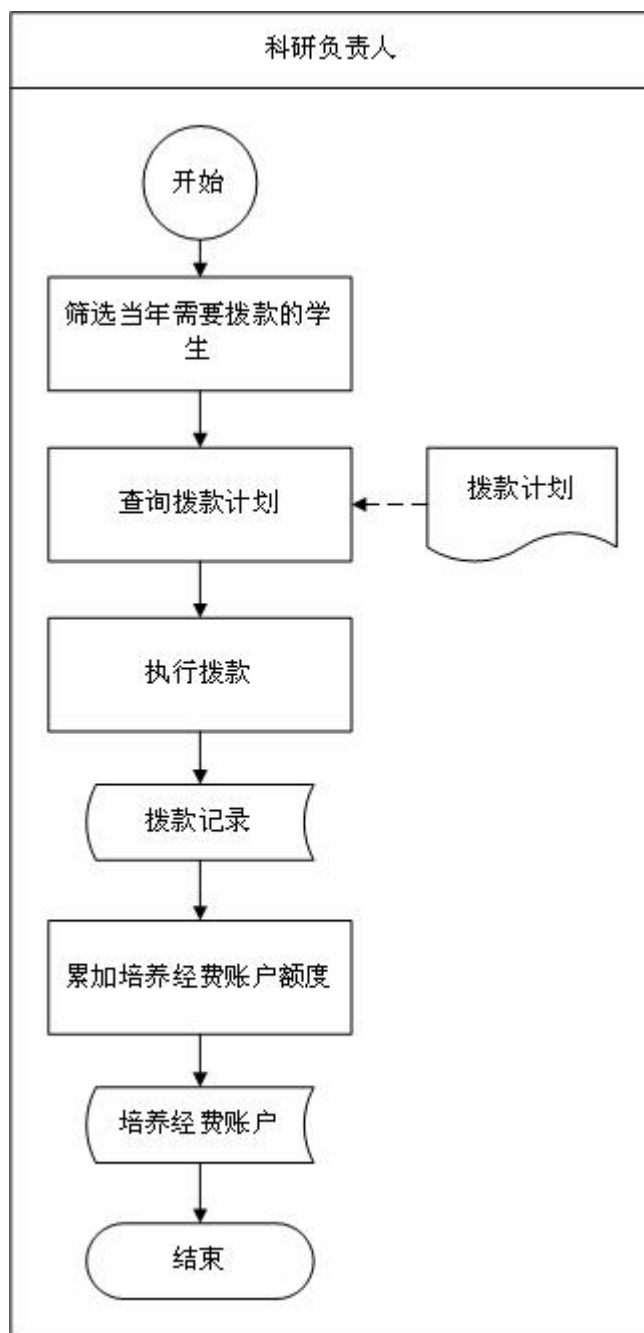 科研负责人
开始
筛选当年需要拨款的学
生
查询拨款计划
拨款计划
执行拨款
拨款记录
累加培养经费账户额度
培养经费账户
结束